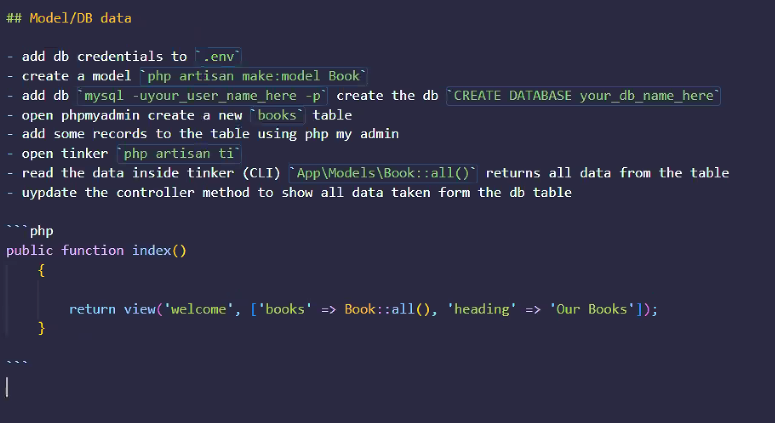 ## Model/DB data
- add db credentials to `.env`
- create a model `php artisan make:model Book`
- add db `mysql -uyour_user_name_here -p` create the db `CREATE DATABASE your_db_name_here`
- open phpmyadmin create a new `books` table
- add some records to the table using php my admin
- open tinker `php artisan ti`
- read the data inside tinker (CLI) `App\Models\Book::all()` returns all data from the table
- uypdate the controller method to show all data taken form the db table
```php
public function index()
    {
        return view('welcome', ['books' => Book::all(), 'heading' => 'Our Books']);
    }
```